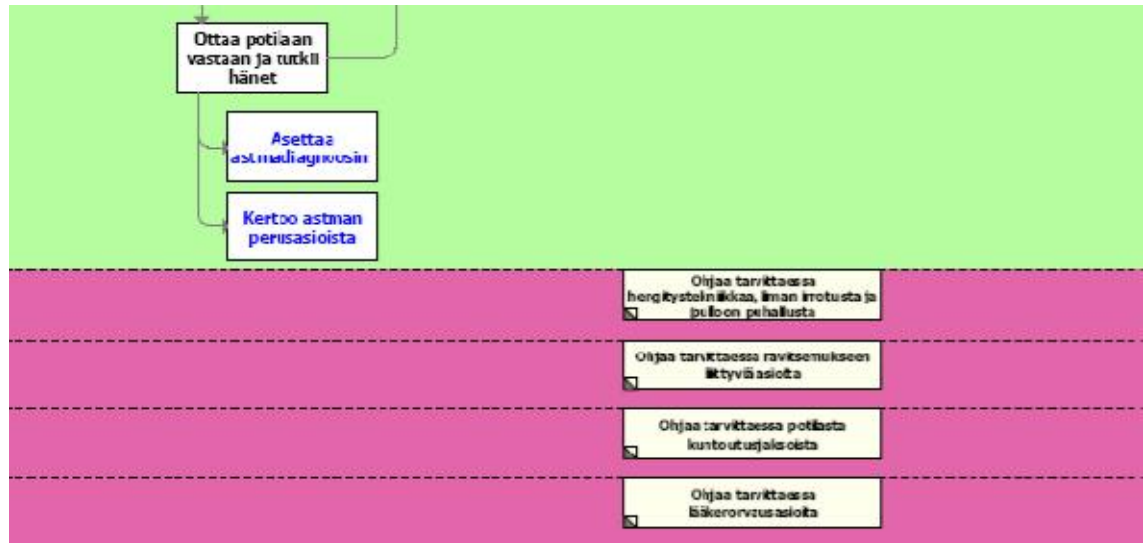 Ottaa potilaan
vastaan ja tutkii
hänet
Asettaa
astmadiagnoosin
Kertoo astman
perusasioista
Ohjaa tarvittaessa
hengitystekniikkaa, liman irrotusta ja
pulloon puhallusta
Ohjaa tarvittaessa ravitsemukseen
liittyviä asioita
Ohjaa tarvittaessa potilasta
kuntoutusjaksoista
Ohjaa tarvittaessa
lääkekorvausasioita